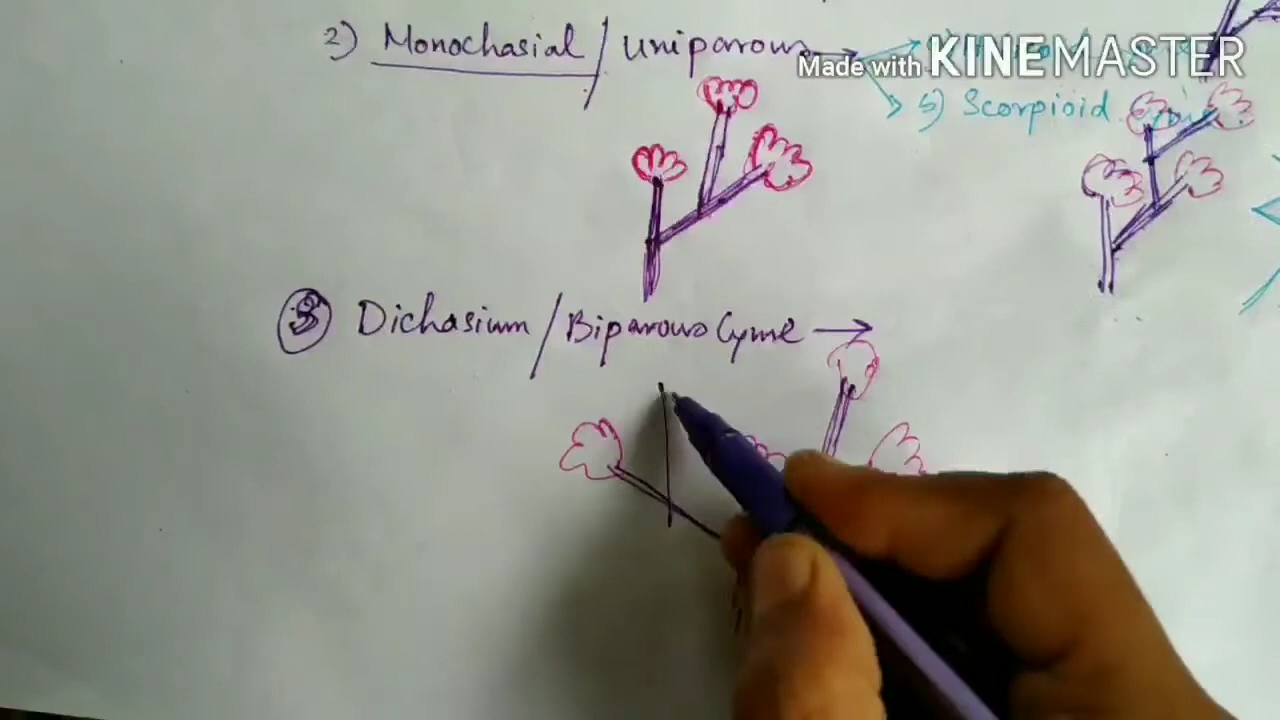 2) Monochasial / Uniparous →
Made with KINEMASTER
5) Scorpioid
3 Dichasium / Biparous Cyme →